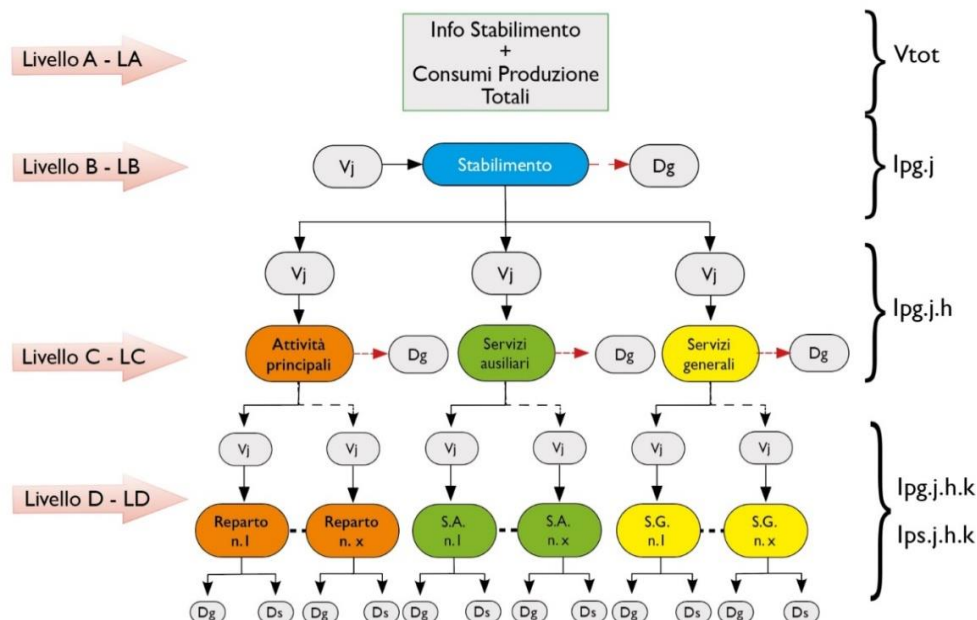 Livello A - LA
Info Stabilimento
+
Consumi Produzione
Totali
Vtot
Livello B - LB
Vj
Stabilimento
Dg
Ipg.j
Vj
Vj
Vj
Ipg.j.h
Livello C - LC
Attività
principali
Dg
Servizi
ausiliari
Dg
Servizi
generali
Dg
Vj
Vj
Vj
Vj
Vj
Vj
Livello D - LD
Reparto
n.1
Reparto
n. x
S.A.
n.1
S.A.
n. x
S.G.
n.1
S.G.
n. x
Ipg.j.h.k
Ips.j.h.k
Dg
Ds
Dg
Ds
Dg
Ds
Dg
Ds
Dg
Ds
Dg
Ds